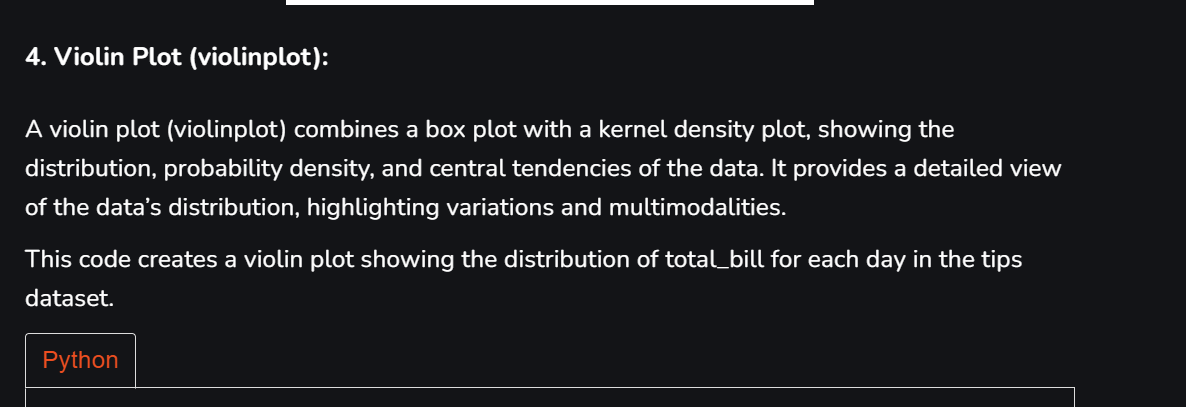 4. Violin Plot (violinplot):
A violin plot (violinplot) combines a box plot with a kernel density plot, showing the
distribution, probability density, and central tendencies of the data. It provides a detailed view
of the data’s distribution, highlighting variations and multimodalities.
This code creates a violin plot showing the distribution of total_bill for each day in the tips
dataset.
Python